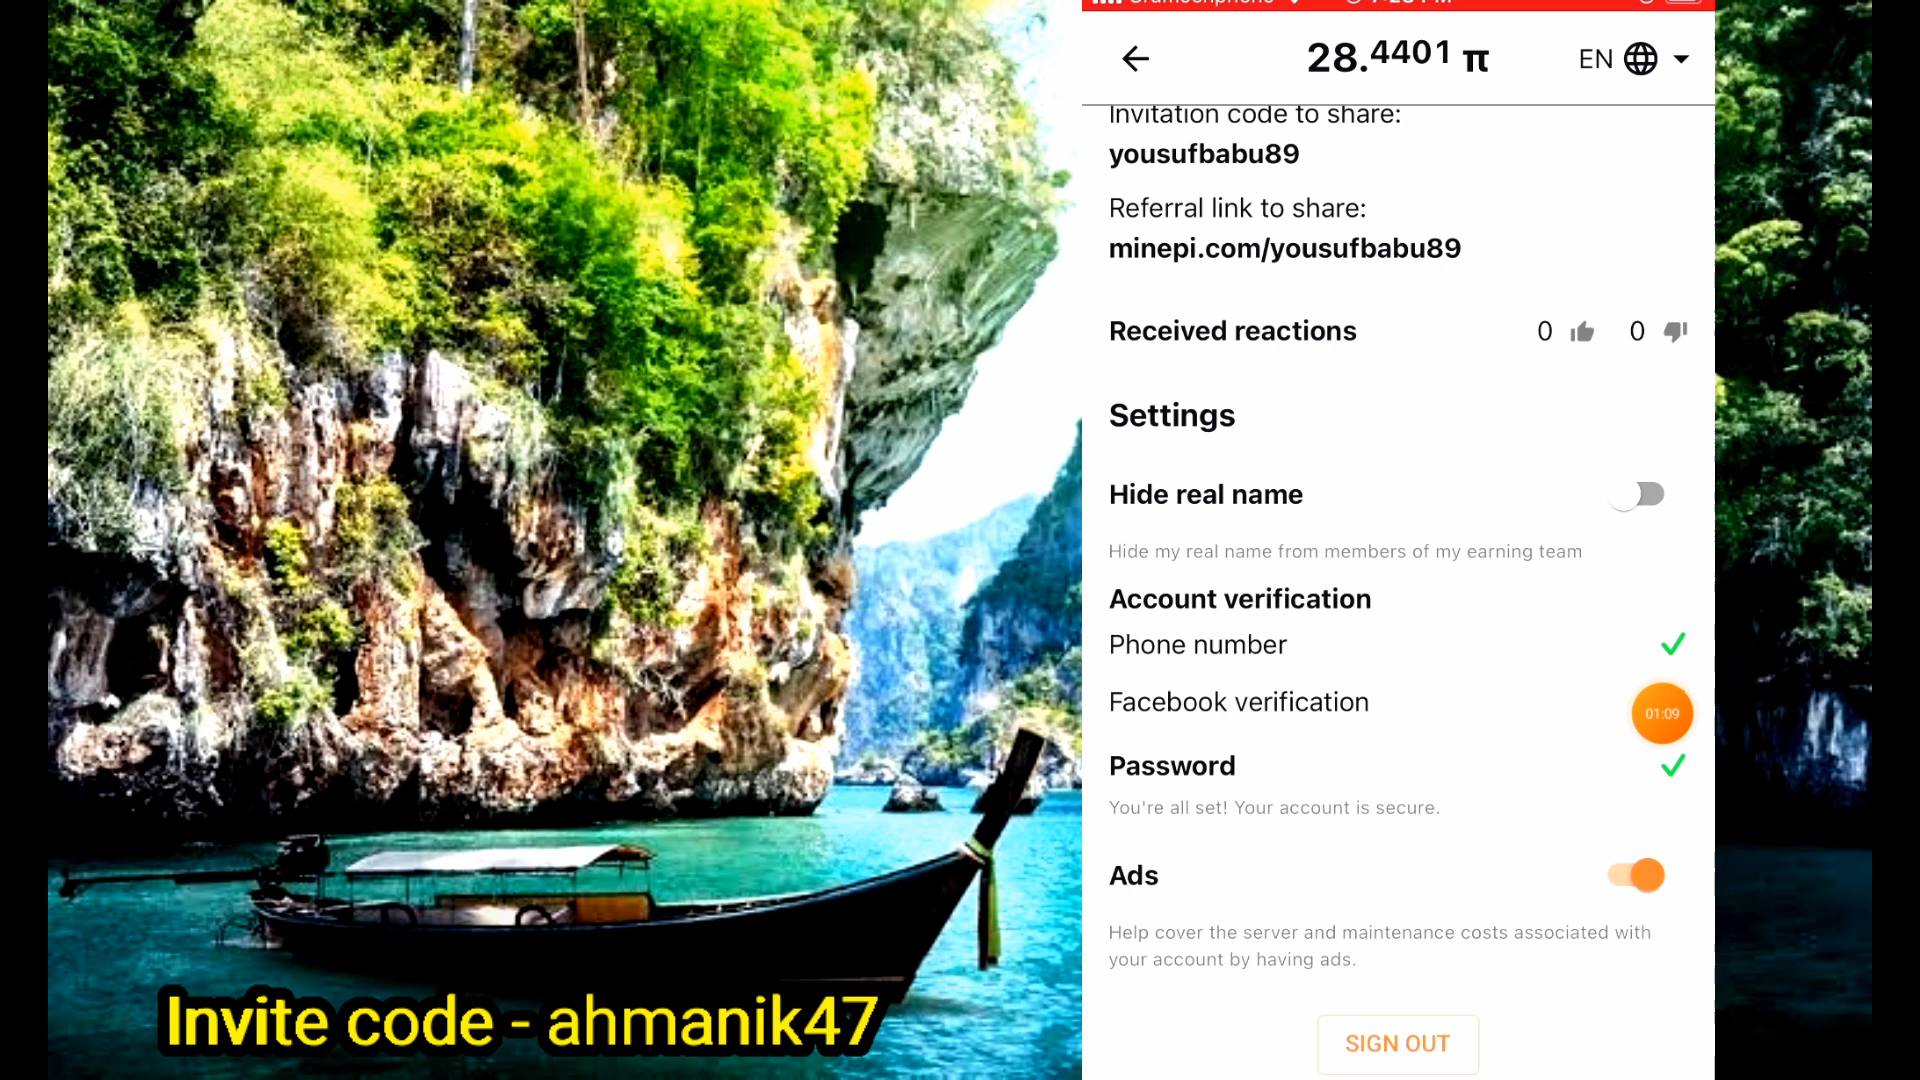 28.4401 π
EN
Invitation code to share:
yousufbabu89
Referral link to share:
minepi.com/yousufbabu89
Received reactions 0 0
Settings
Hide real name
Hide my real name from members of my earning team
Account verification
Phone number
Facebook verification
01:09
Password
You're all set! Your account is secure.
Ads
Help cover the server and maintenance costs associated with
your account by having ads.
SIGN OUT
Invite code - ahmanik47